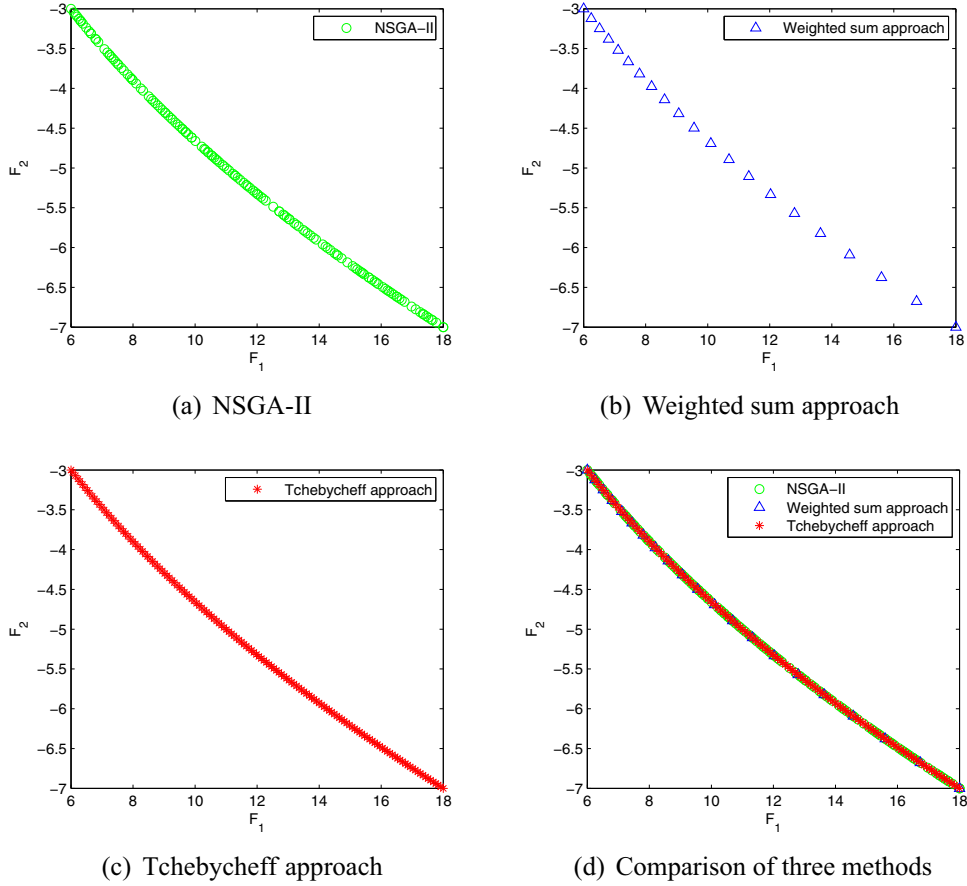 NSGA-II
-3
-3.5
-4
-4.5
-5
-5.5
-6
-6.5
-7
F2
6 8 10 12 14 16 18
F1
(a) NSGA-II
Weighted sum approach
-3
-3.5
-4
-4.5
-5
-5.5
-6
-6.5
-7
F2
6 8 10 12 14 16 18
F1
(b) Weighted sum approach
Tchebycheff approach
-3
-3.5
-4
-4.5
-5
-5.5
-6
-6.5
-7
F2
6 8 10 12 14 16 18
F1
(c) Tchebycheff approach
NSGA-II
Weighted sum approach
Tchebycheff approach
-3
-3.5
-4
-4.5
-5
-5.5
-6
-6.5
-7
F2
6 8 10 12 14 16 18
F1
(d) Comparison of three methods